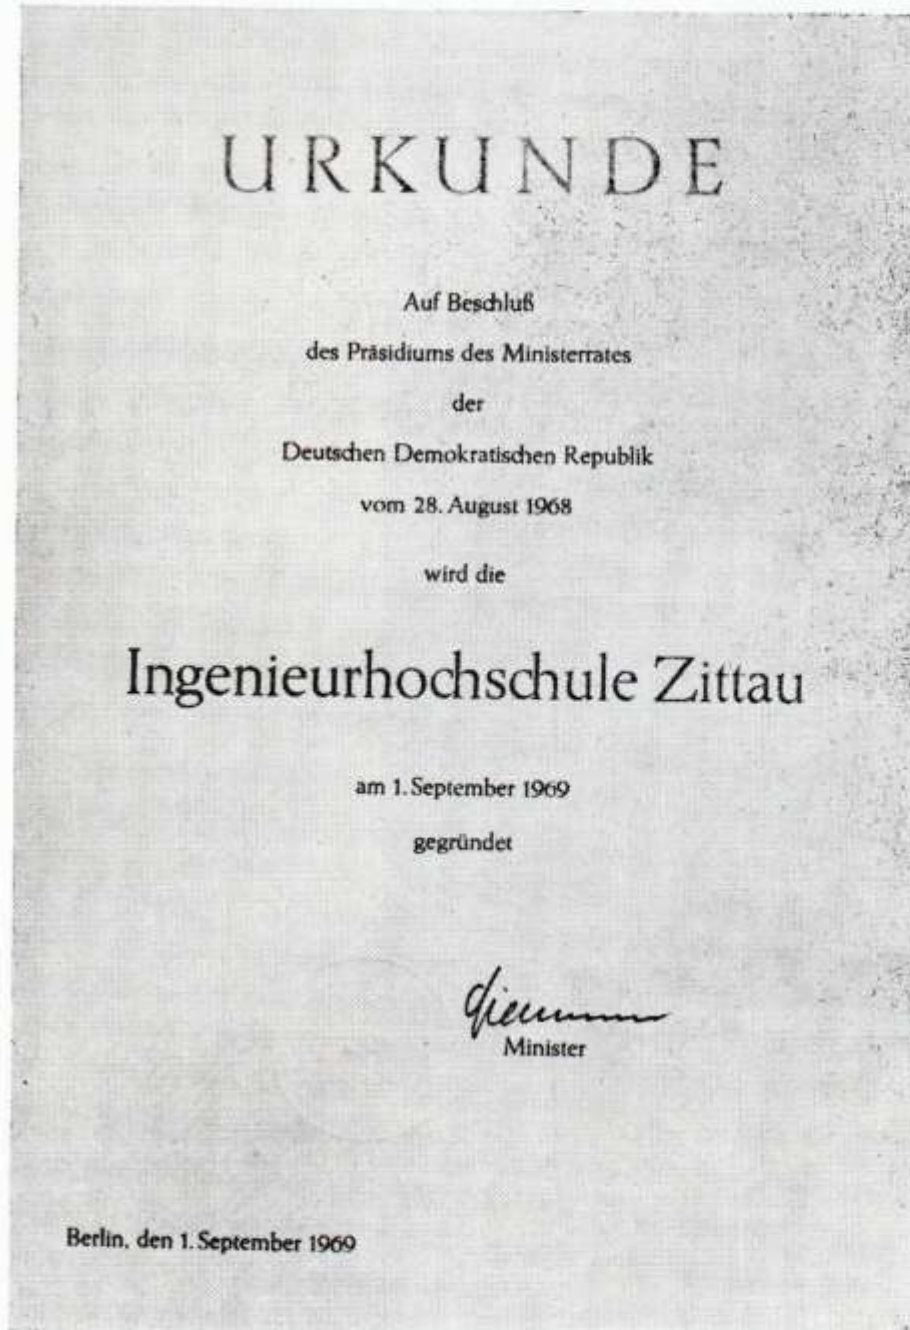 URKUNDE
Auf Beschluß
des Präsidiums des Ministerrates
der
Deutschen Demokratischen Republik
vom 28. August 1968
wird die
Ingenieurhochschule Zittau
am 1. September 1969
gegründet
Minister
Berlin, den 1. September 1969